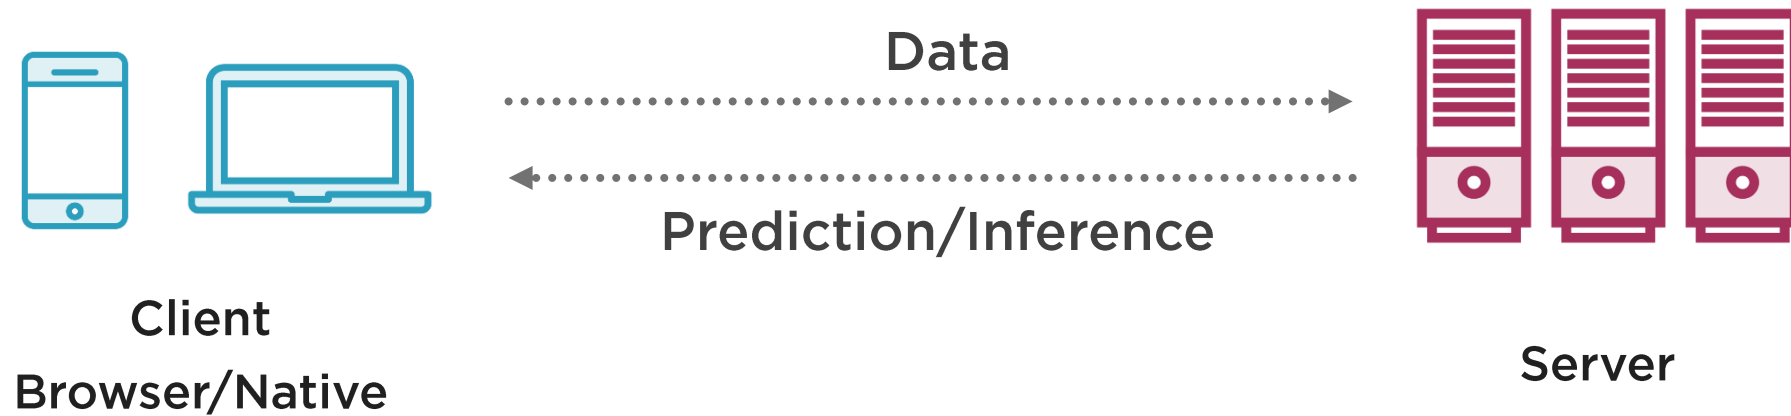 Data
Prediction/Inference
Client
Browser/Native
Server